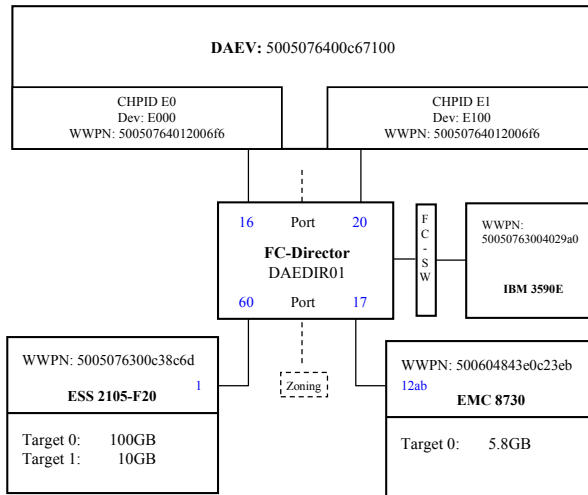 DAEV: 5005076400c67100
CHPID E0
Dev: E000
WWPN: 50050764012006f6
CHPID E1
Dev: E100
WWPN: 50050764012006f6
16 Port 20
FC-Director
DAEDIR01
60 Port 17
F
C
-
S
W
WWPN:
50050763004029a0
IBM 3590E
WWPN: 5005076300c38c6d
1
ESS 2105-F20
Target 0: 100GB
Target 1: 10GB
Zoning
WWPN: 500604843e0c23eb
12ab
EMC 8730
Target 0: 5.8GB